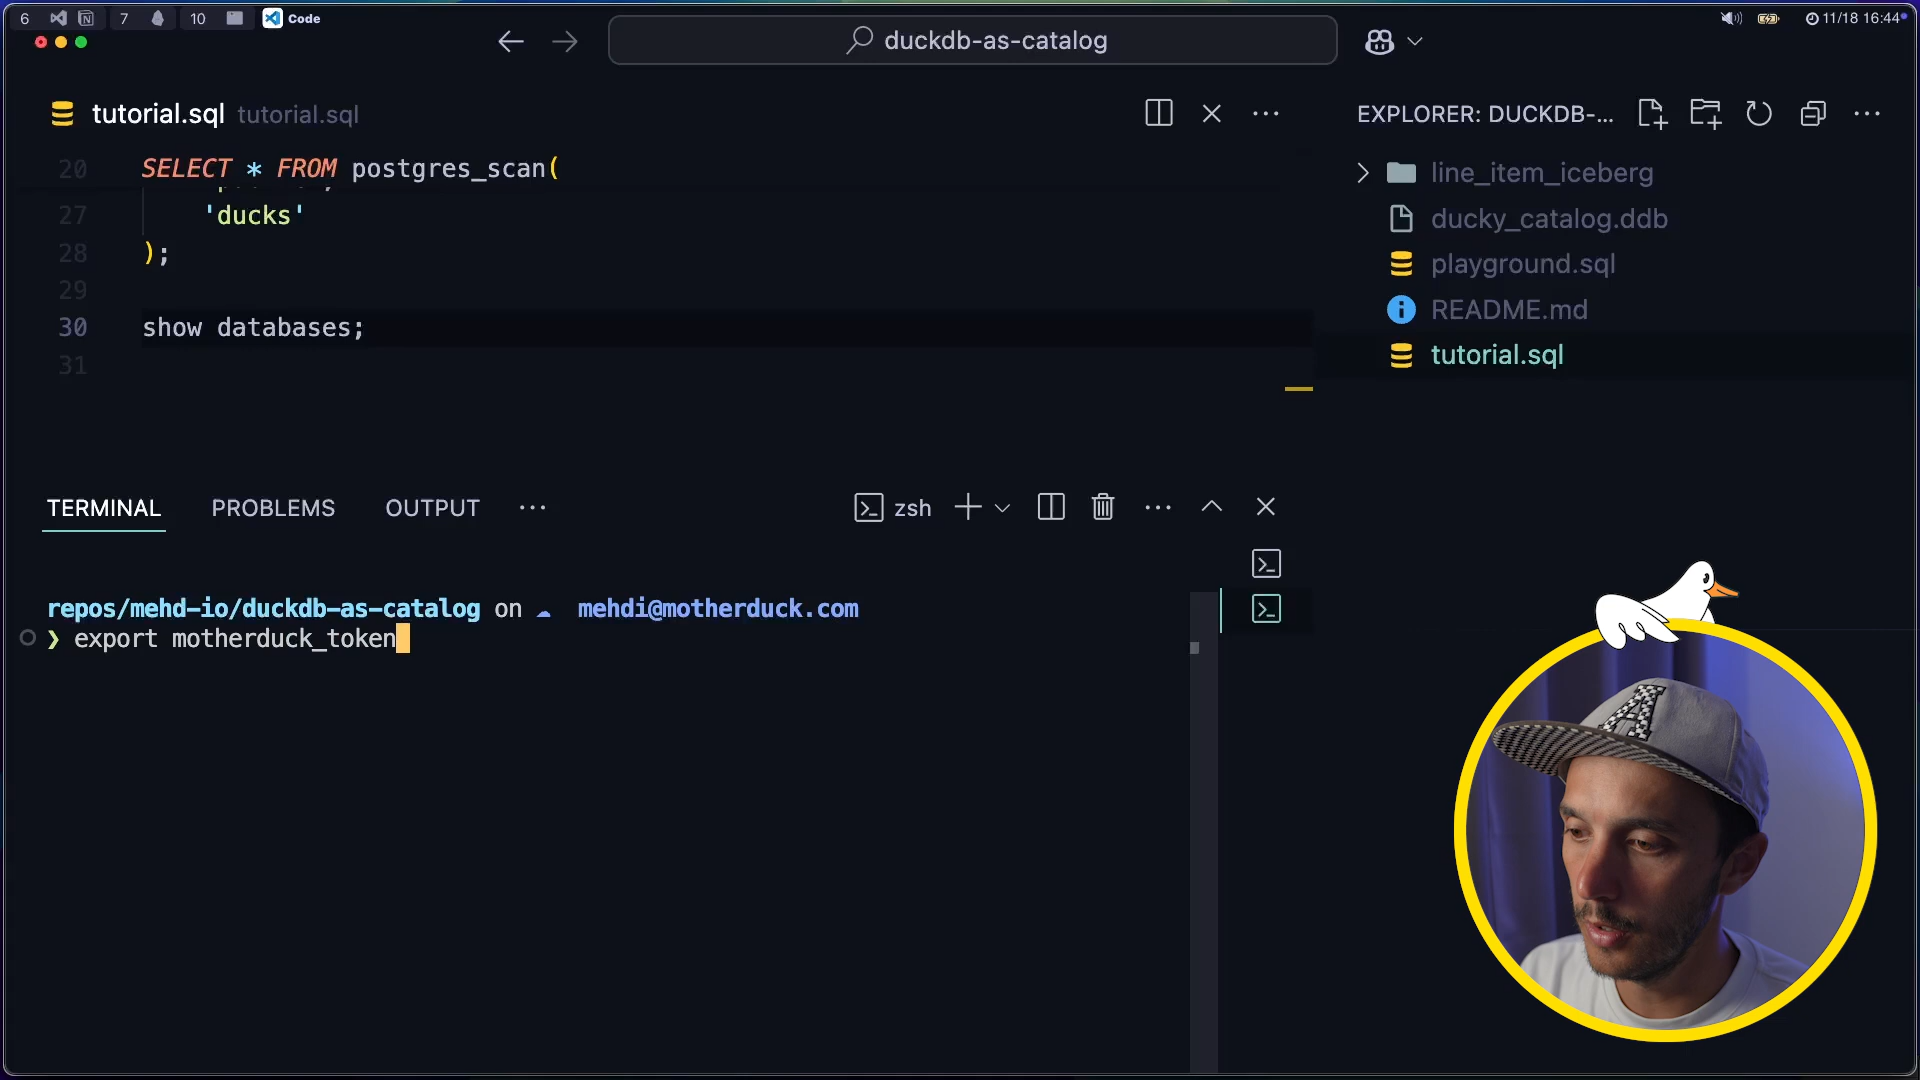 6
7
10
Code
11/18 16:44
duckdb-as-catalog
tutorial.sql tutorial.sql
20 SELECT * FROM postgres_scan(
27 'ducks'
28 );
29
30 show databases;
31
EXPLORER: DUCKDB-...
line_item_iceberg
ducky_catalog.ddb
playground.sql
README.md
tutorial.sql
TERMINAL PROBLEMS OUTPUT
zsh
repos/mehd-io/duckdb-as-catalog on mehdi@motherduck.com
❯ export motherduck_token
A